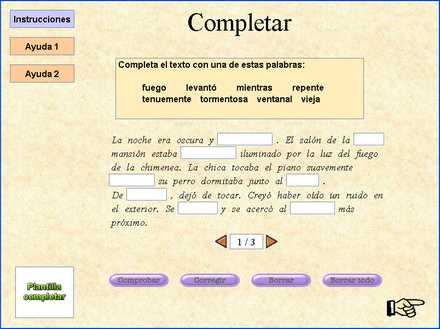 Instrucciones
Ayuda 1
Ayuda 2
Completar
Completa el texto con una de estas palabras:
fuego levantó mientras repente
tenuemente tormentosa ventanal vieja
La noche era oscura y . El salón de la
mansión estaba iluminado por la luz del fuego
de la chimenea. La chica tocaba el piano suavemente
su perro dormitaba junto al .
De , dejó de tocar. Creyó haber oído un ruido en
el exterior. Se y se acercó al más
próximo.
1 / 3
Plantilla
completar
Comprobar Corregir Borrar Borrar todo